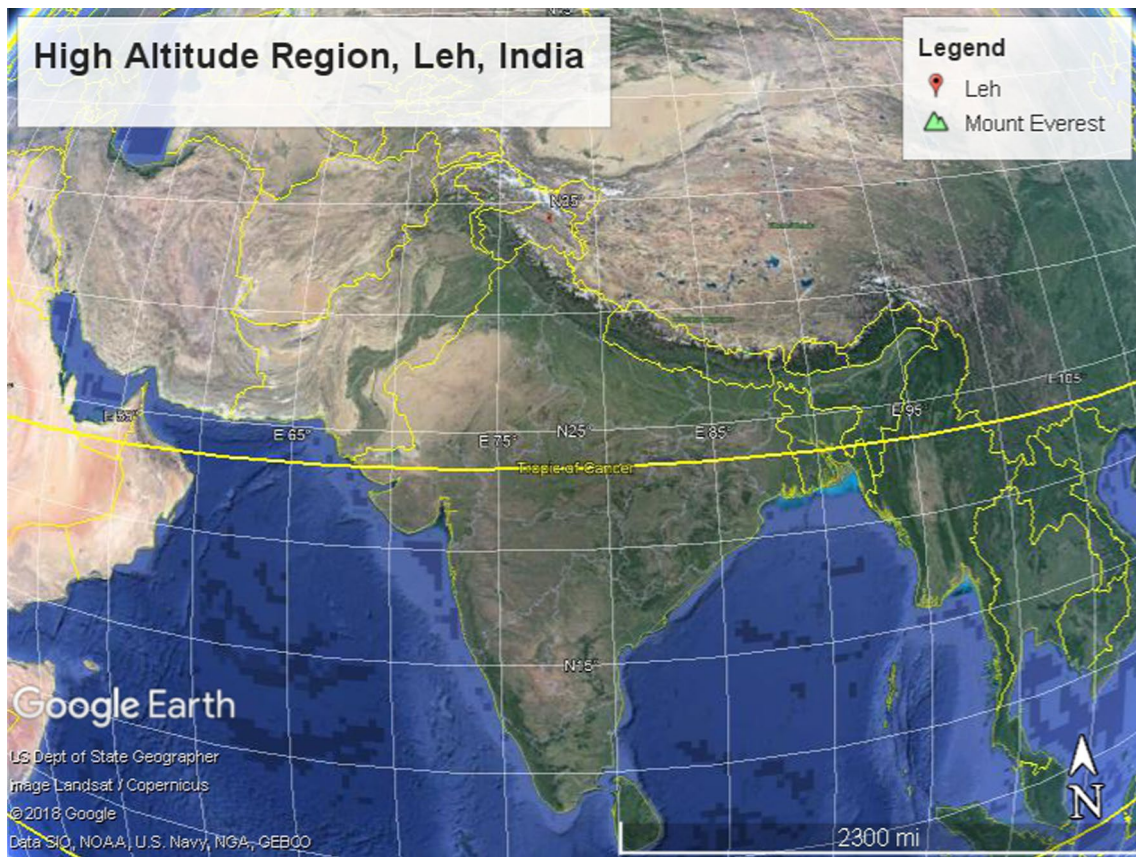 High Altitude Region, Leh, India
Legend
Leh
Mount Everest
N35°
E 105°
E 95°
E 55°
E 65°
E 75°
N25°
E 85°
Tropic of Cancer
N15°
Google Earth
US Dept of State Geographer
Image Landsat / Copernicus
© 2018 Google
Data SIO, NOAA, U.S. Navy, NGA, GEBCO
2300 mi
N